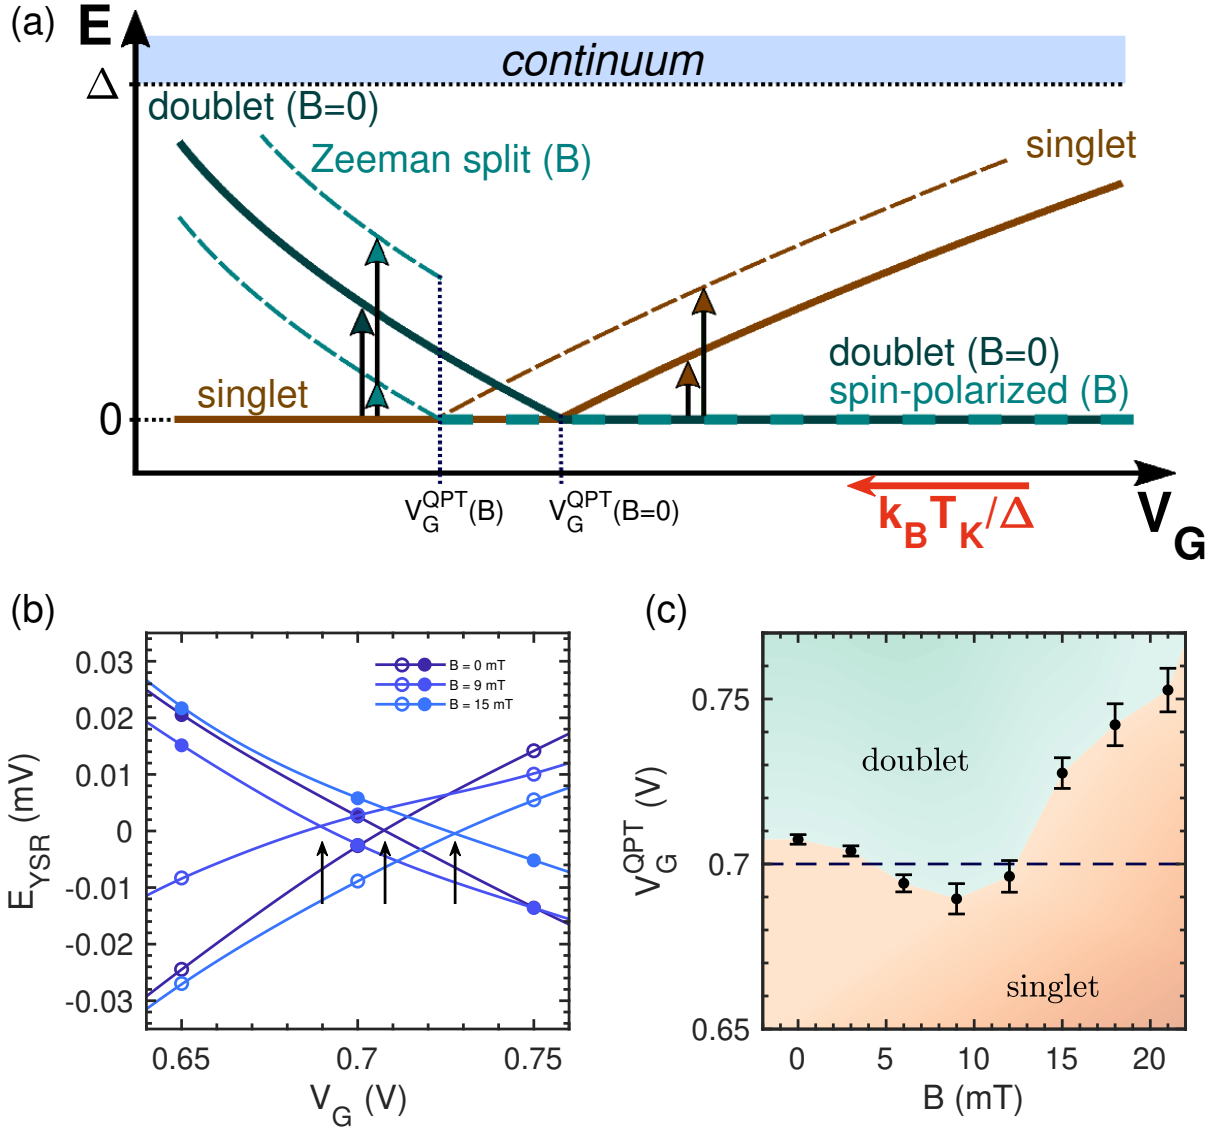 (a)
E
continuum
Δ
doublet (B=0)
Zeeman split (B)
singlet
singlet
doublet (B=0)
spin-polarized (B)
0
V_G^QPT(B)
V_G^QPT(B=0)
k_B T_K/Δ
V_G
(b)
B = 0 mT
B = 9 mT
B = 15 mT
0.03
0.02
0.01
0
-0.01
-0.02
-0.03
E_YSR (mV)
0.65
0.7
0.75
V_G (V)
(c)
0.75
0.7
0.65
V_G^QPT (V)
doublet
singlet
0
5
10
15
20
B (mT)